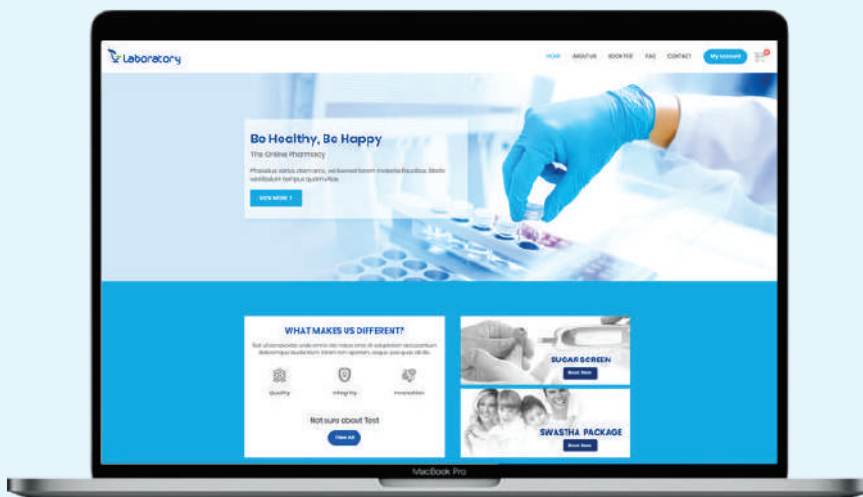 Laboratory
HOME ABOUT US BOOK TEST FAQ CONTACT My account 0
Be Healthy, Be Happy
The Online Pharmacy
VIEW MORE
WHAT MAKES US DIFFERENT?
Quality Integrity Innovation
Not sure about Test
View All
SUGAR SCREEN
Book Now
SWASTHA PACKAGE
Book Now
MacBook Pro